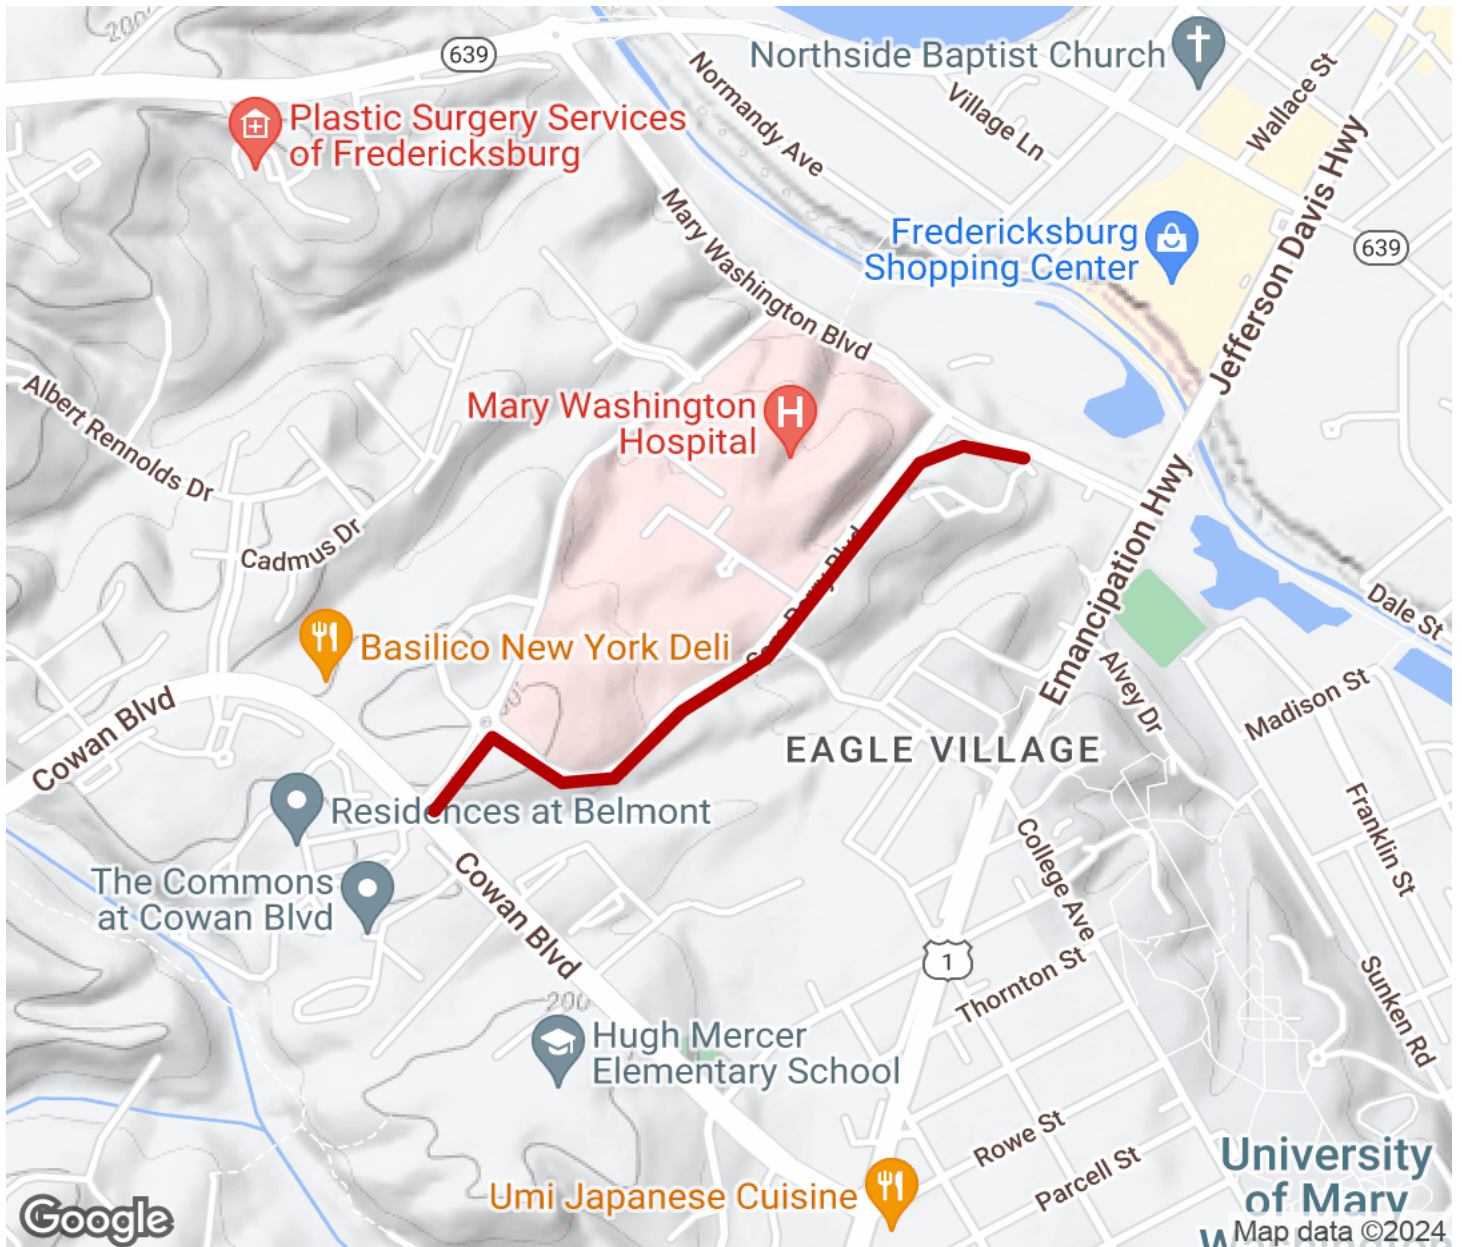 200
639
Northside Baptist Church
Wallace St
Normandy Ave
Village Ln
Plastic Surgery Services
of Fredericksburg
Jefferson Davis Hwy
Mary Washington Blvd
Fredericksburg
Shopping Center
639
Albert Rennolds Dr
Mary Washington
Hospital
Cadmus Dr
Blvd
Emancipation Hwy
Dale St
Basilico New York Deli
Alvey Dr
Madison St
Cowan Blvd
EAGLE VILLAGE
Residences at Belmont
Franklin St
College Ave
The Commons
at Cowan Blvd
Cowan Blvd
1
Thornton St
Sunken Rd
200
Hugh Mercer
Elementary School
Rowe St
Parcell St
University
of Mary
Umi Japanese Cuisine
Google
Map data ©2024